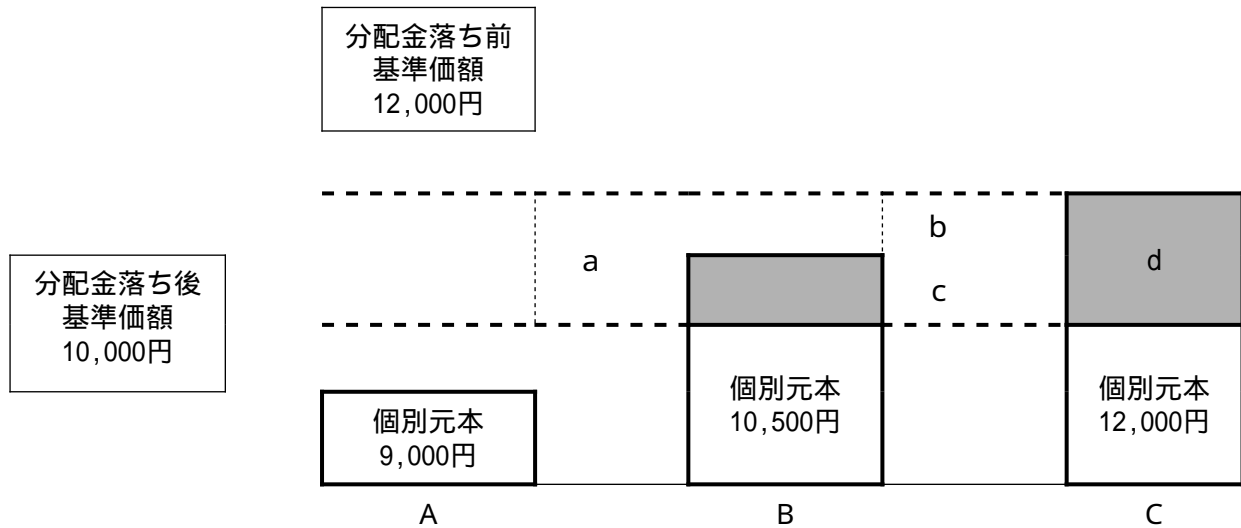 分配金落ち前
基準価額
12,000円
b
a
d
c
分配金落ち後
基準価額
10,000円
個別元本
9,000円
個別元本
10,500円
個別元本
12,000円
A
B
C